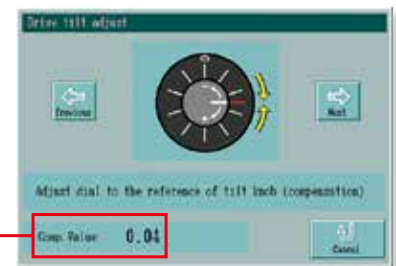 Drive tilt adjust
Previous
Next
Adjust dial to the reference of tilt knob (compensation)
Comp. Value 0.04
Cancel